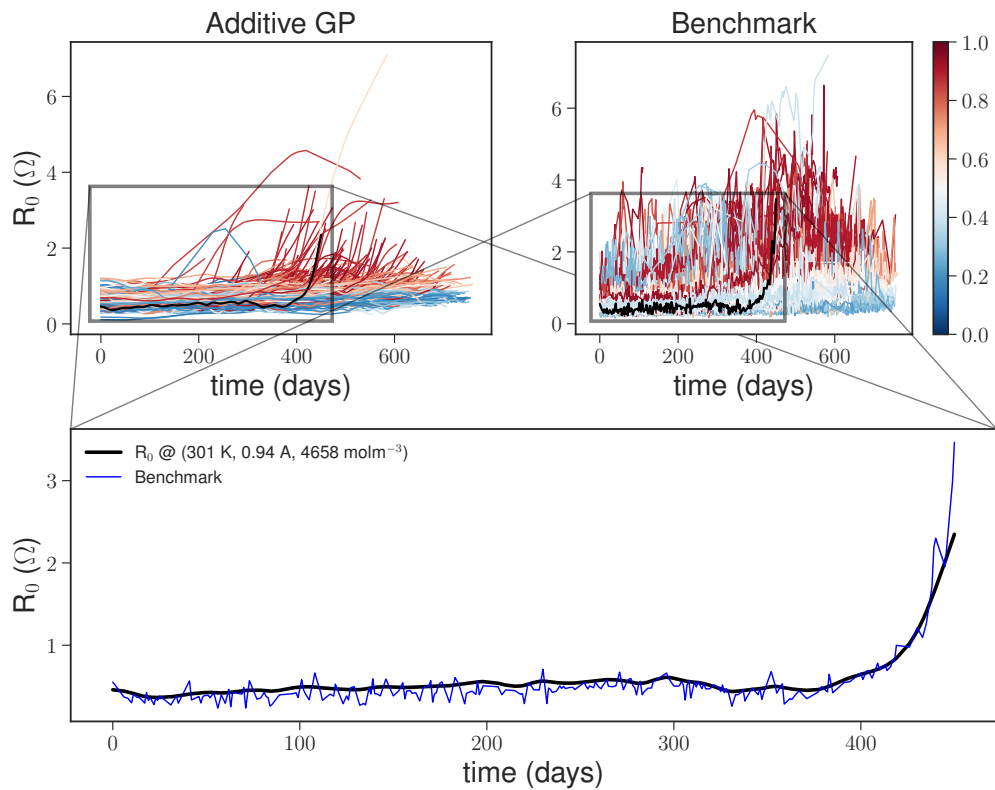 Additive GP
Benchmark
R₀ (Ω)
6
4
2
0
0 200 400 600
time (days)
6
4
2
0
0 200 400 600
time (days)
1.0
0.8
0.6
0.4
0.2
0.0
R₀ @ (301 K, 0.94 A, 4658 molm⁻³)
Benchmark
R₀ (Ω)
3
2
1
0 100 200 300 400
time (days)